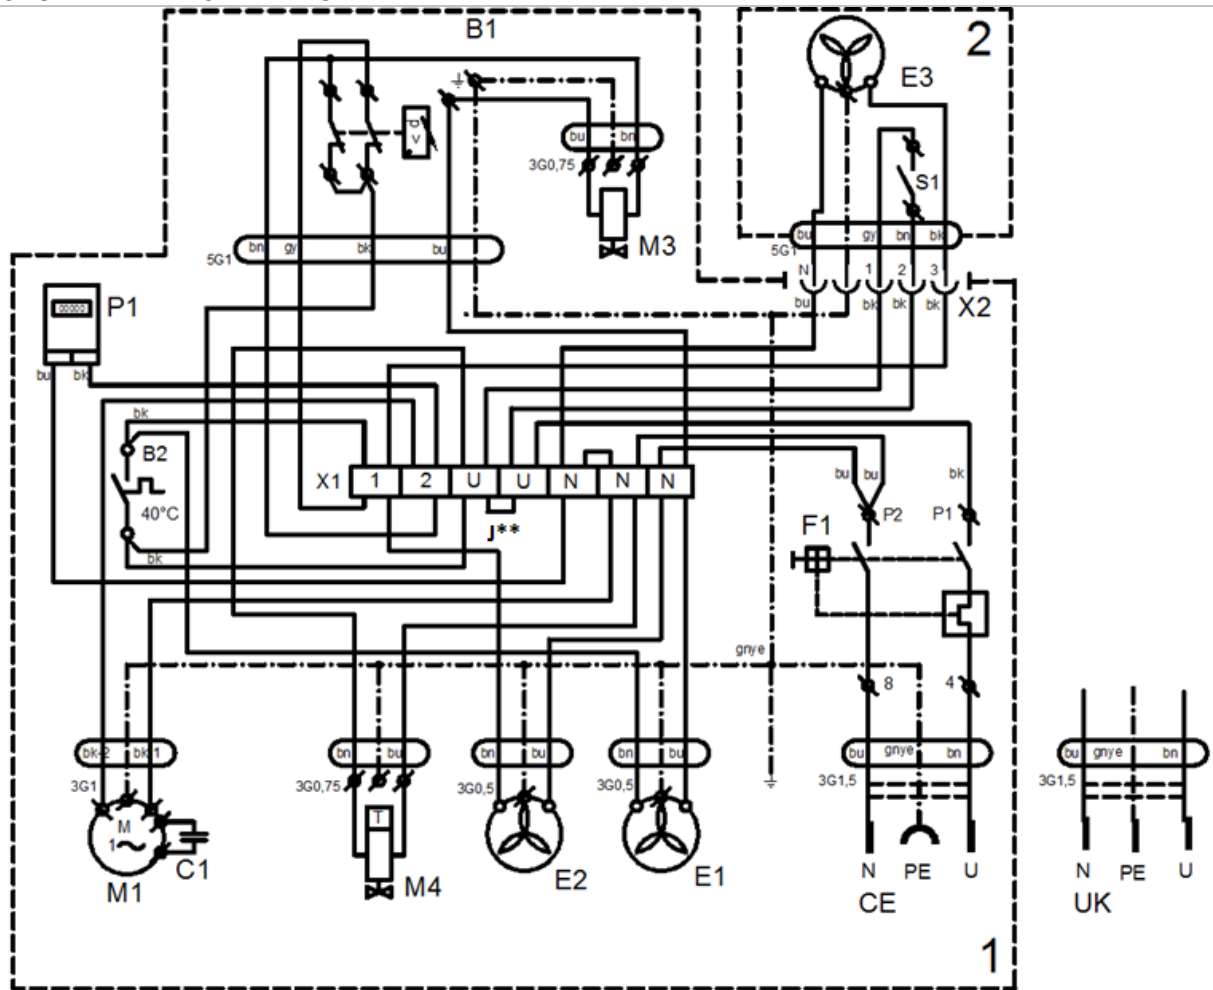 B1
2
E3
d
v
bu
bn
3G0,75
M3
S1
bn
gy
bk
bu
5G1
bu
gy
bn
bk
5G1
N
1
2
3
bu
bk
bk
bk
X2
P1
00000
bu
bk
bk
B2
40°C
bk
X1
1
2
U
U
N
N
N
J**
bu
bu
bk
P2
P1
F1
gnye
8
4
bk-2
bk-1
3G1
M
1
M1
C1
bn
bu
3G0,75
T
M4
bn
bu
3G0,5
E2
bn
bu
3G0,5
E1
bu
gnye
bn
3G1,5
N
PE
U
CE
bu
gnye
bn
3G1,5
N
PE
U
UK
1